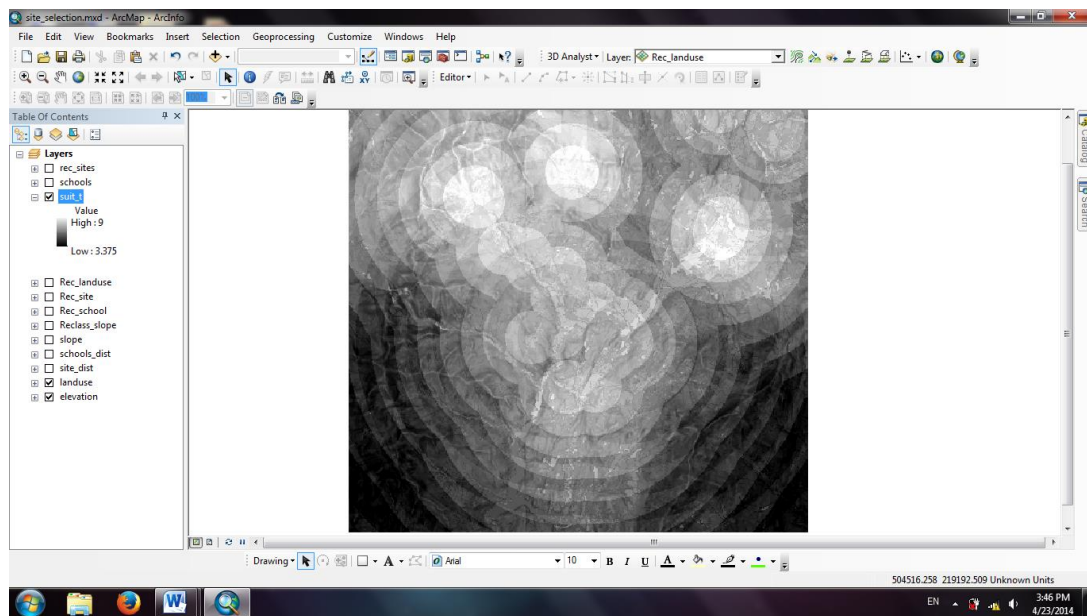 site_selection.mxd - ArcMap - ArcInfo
File Edit View Bookmarks Insert Selection Geoprocessing Customize Windows Help
3D Analyst Layer: Rec_landuse
Editor
Table Of Contents
Layers
rec_sites
schools
suit_t
Value
High : 9
Low : 3.375
Rec_landuse
Rec_site
Rec_school
Reclass_slope
slope
schools_dist
site_dist
landuse
elevation
Catalog
Search
Drawing A Arial 10 B I U A
504516.258 219192.509 Unknown Units
EN 3:46 PM
4/23/2014